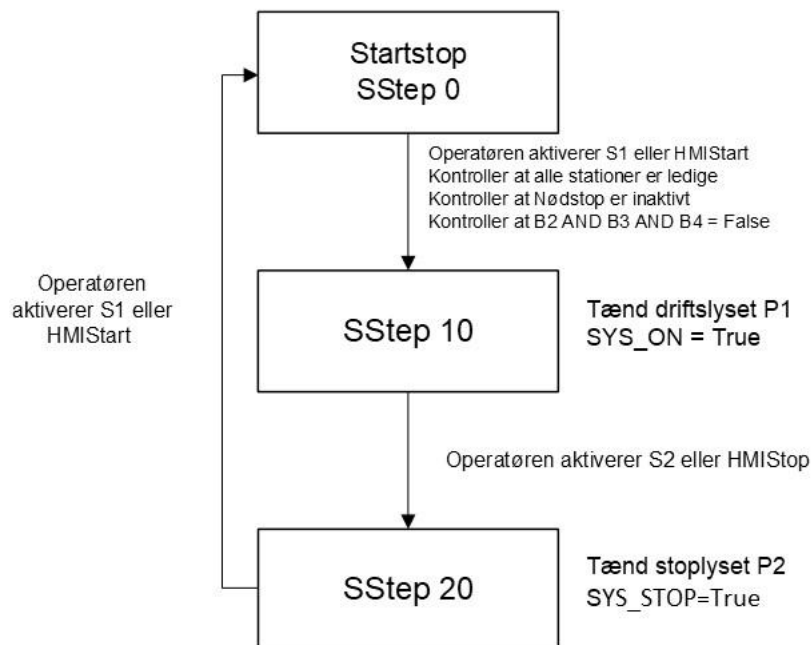 Startstop
SStep 0
Operatøren aktiverer S1 eller HMIStart
Kontroller at alle stationer er ledige
Kontroller at Nødstop er inaktivt
Kontroller at B2 AND B3 AND B4 = False
Operatøren
aktiverer S1 eller
HMIStart
SStep 10
Tænd driftslyset P1
SYS_ON = True
Operatøren aktiverer S2 eller HMIStop
SStep 20
Tænd stoplyset P2
SYS_STOP=True